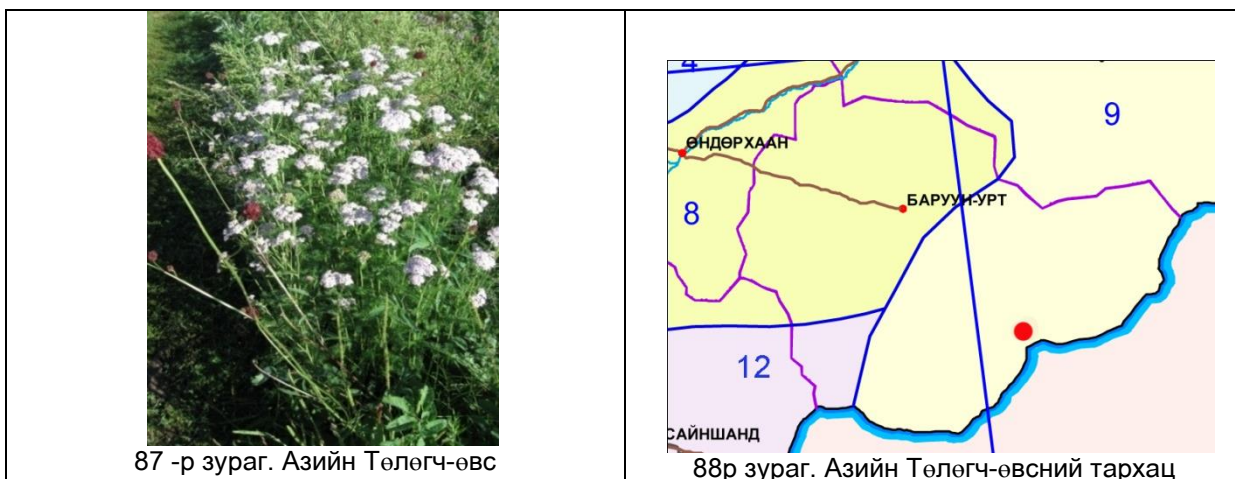 4
9
ӨНДӨРХААН
БАРУУН-УРТ
8
12
САЙНШАНД
87 -р зураг. Азийн Төлөгч-өвс
88р зураг. Азийн Төлөгч-өвсний тархац